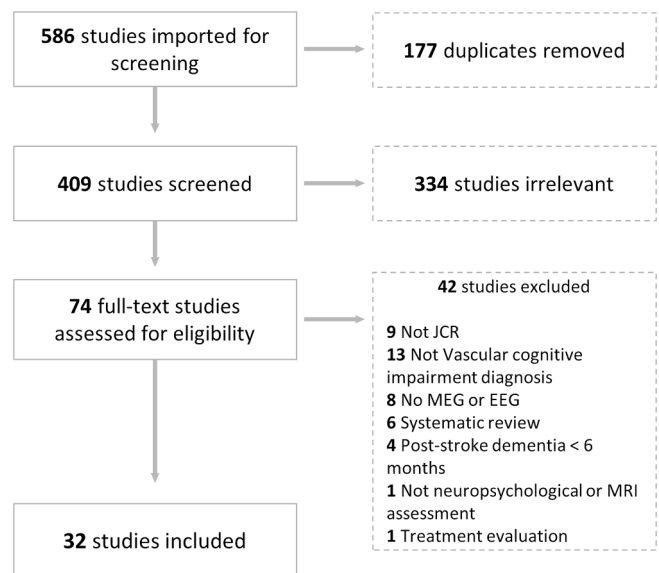 586 studies imported for
screening
177 duplicates removed
409 studies screened
334 studies irrelevant
74 full-text studies
assessed for eligibility
42 studies excluded
9 Not JCR
13 Not Vascular cognitive
impairment diagnosis
8 No MEG or EEG
6 Systematic review
4 Post-stroke dementia < 6
months
1 Not neuropsychological or MRI
assessment
1 Treatment evaluation
32 studies included